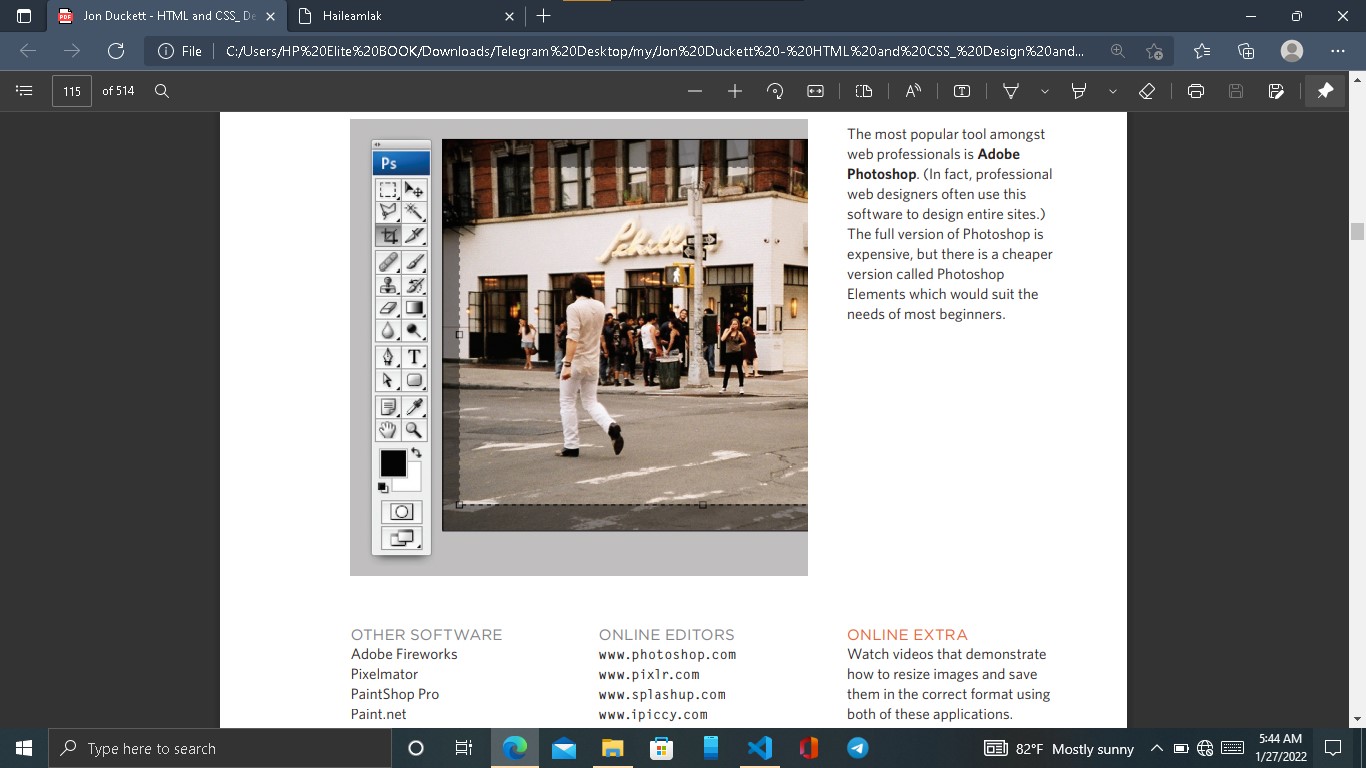 Jon Duckett - HTML and CSS_ De
Haileamlak
File
C:/Users/HP%20Elite%20BOOK/Downloads/Telegram%20Desktop/my/Jon%20Duckett%20-%20HTML%20and%20CSS_%20Design%20and...
115 of 514
Ps
Schiller
The most popular tool amongst
web professionals is Adobe
Photoshop. (In fact, professional
web designers often use this
software to design entire sites.)
The full version of Photoshop is
expensive, but there is a cheaper
version called Photoshop
Elements which would suit the
needs of most beginners.
OTHER SOFTWARE
Adobe Fireworks
Pixelmator
PaintShop Pro
Paint.net
ONLINE EDITORS
www.photoshop.com
www.pixlr.com
www.splashup.com
www.ipiccy.com
ONLINE EXTRA
Watch videos that demonstrate
how to resize images and save
them in the correct format using
both of these applications.
Type here to search
82°F Mostly sunny
5:44 AM
1/27/2022